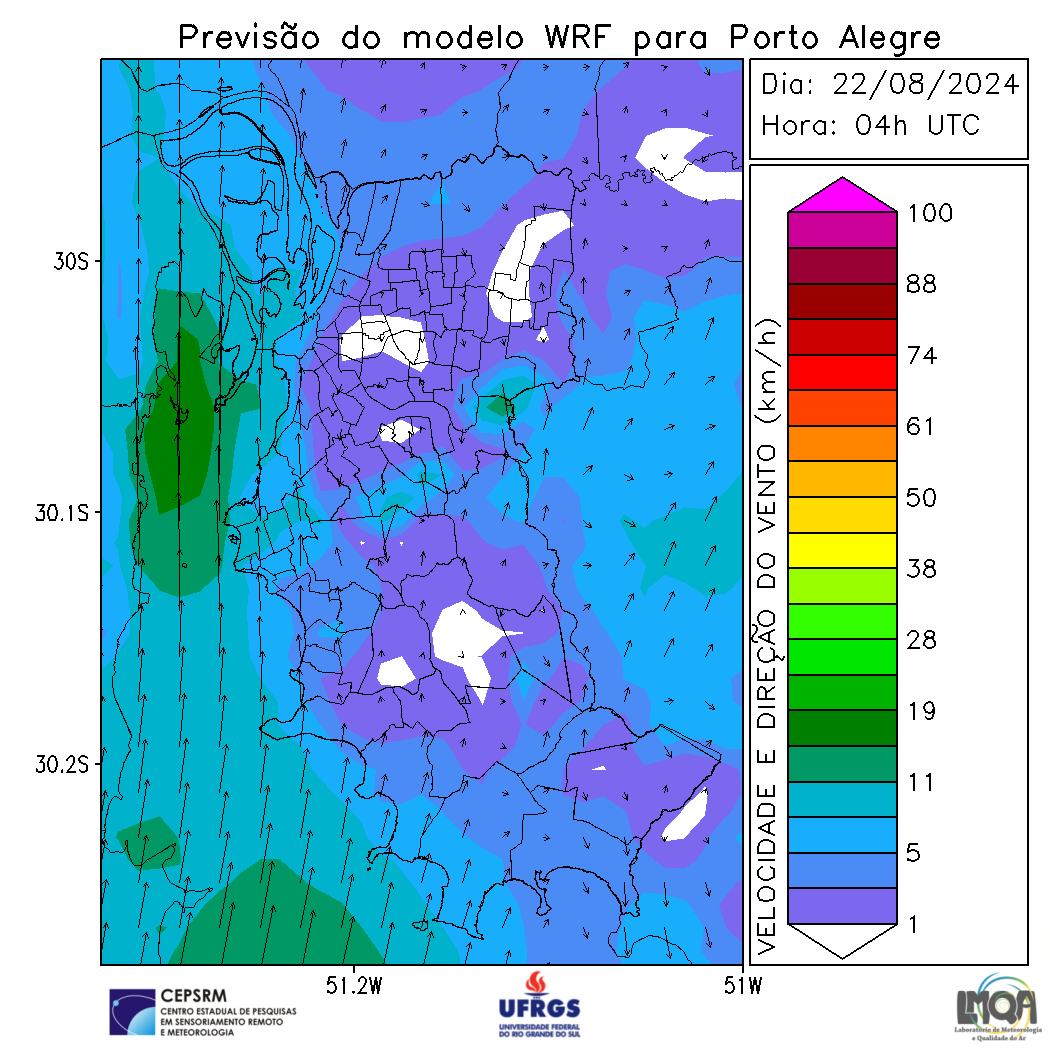 Previsão do modelo WRF para Porto Alegre
Dia: 22/08/2024
Hora: 04h UTC
30S
30.1S
30.2S
51.2W
51W
VELOCIDADE E DIREÇÃO DO VENTO (km/h)
100
88
74
61
50
38
28
19
11
5
1
CEPSRM
CENTRO ESTADUAL DE PESQUISAS
EM SENSORIAMENTO REMOTO
E METEOROLOGIA
UFRGS
UNIVERSIDADE FEDERAL
DO RIO GRANDE DO SUL
LMQA
Laboratório de Meteorologia
e Qualidade do Ar